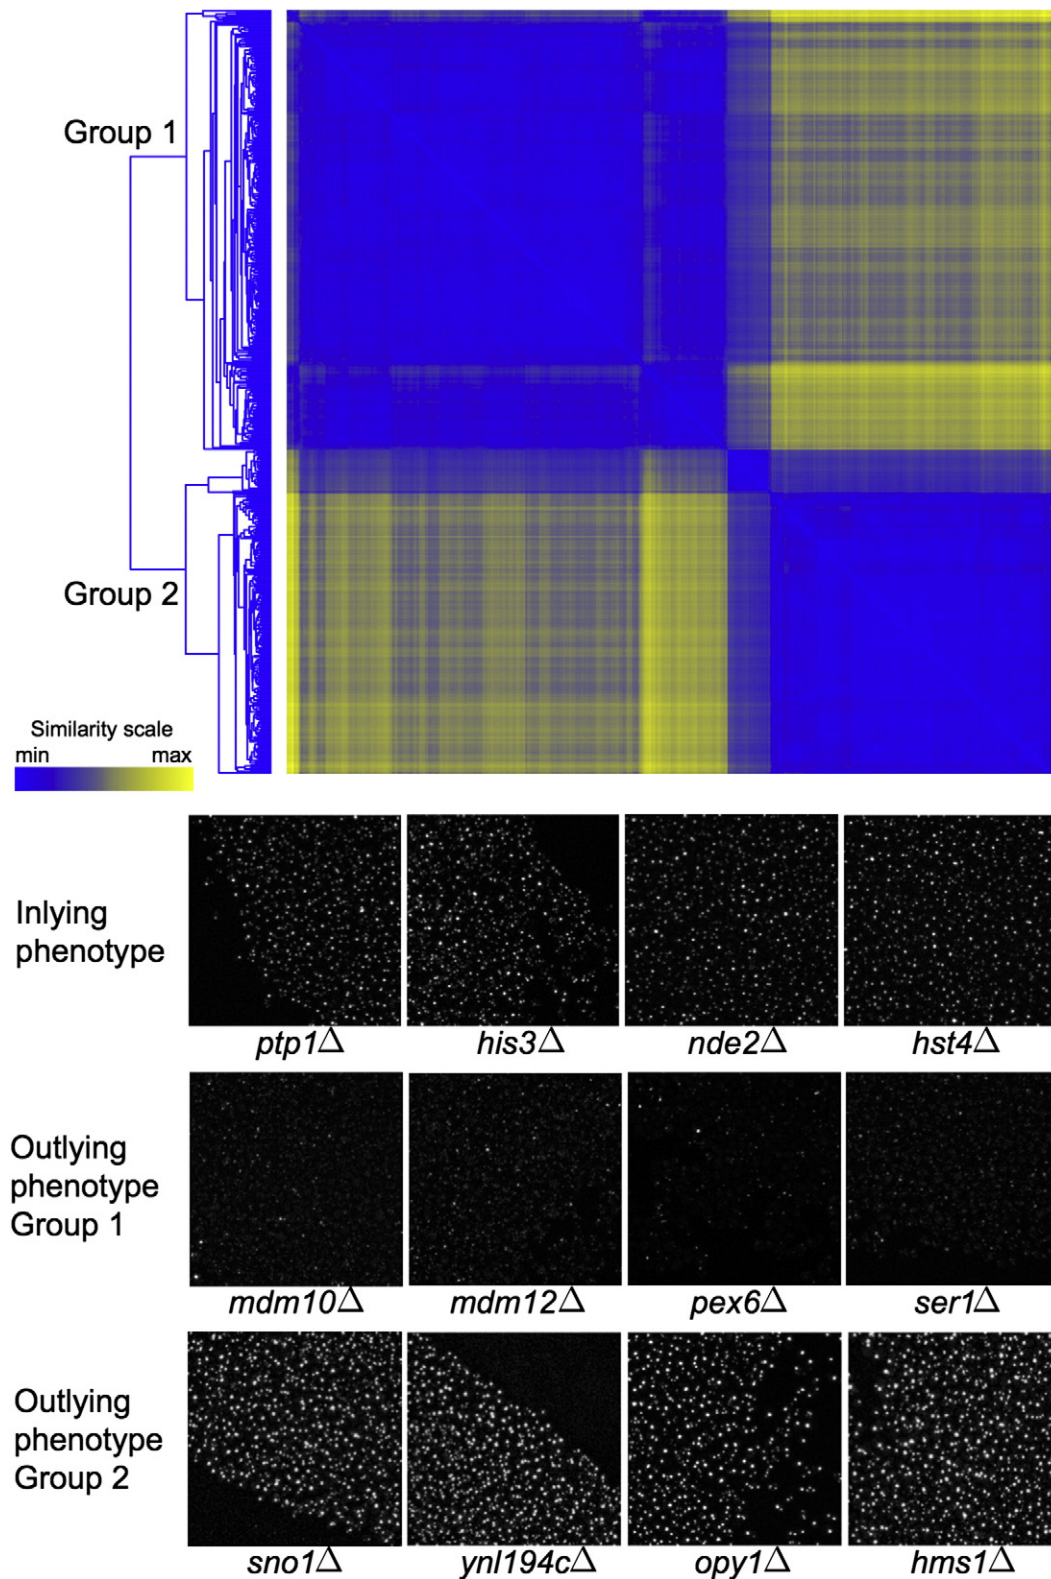 Group 1
Group 2
Similarity scale
min max
Inlying
phenotype
ptp1Δ his3Δ nde2Δ hst4Δ
Outlying
phenotype
Group 1
mdm10Δ mdm12Δ pex6Δ ser1Δ
Outlying
phenotype
Group 2
sno1Δ ynl194cΔ opy1Δ hms1Δ